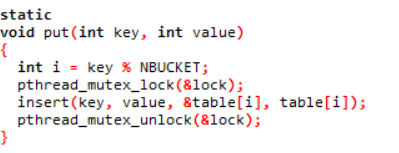 static
void put(int key, int value)
{
  int i = key % NBUCKET;
  pthread_mutex_lock(&lock);
  insert(key, value, &table[i], table[i]);
  pthread_mutex_unlock(&lock);
}